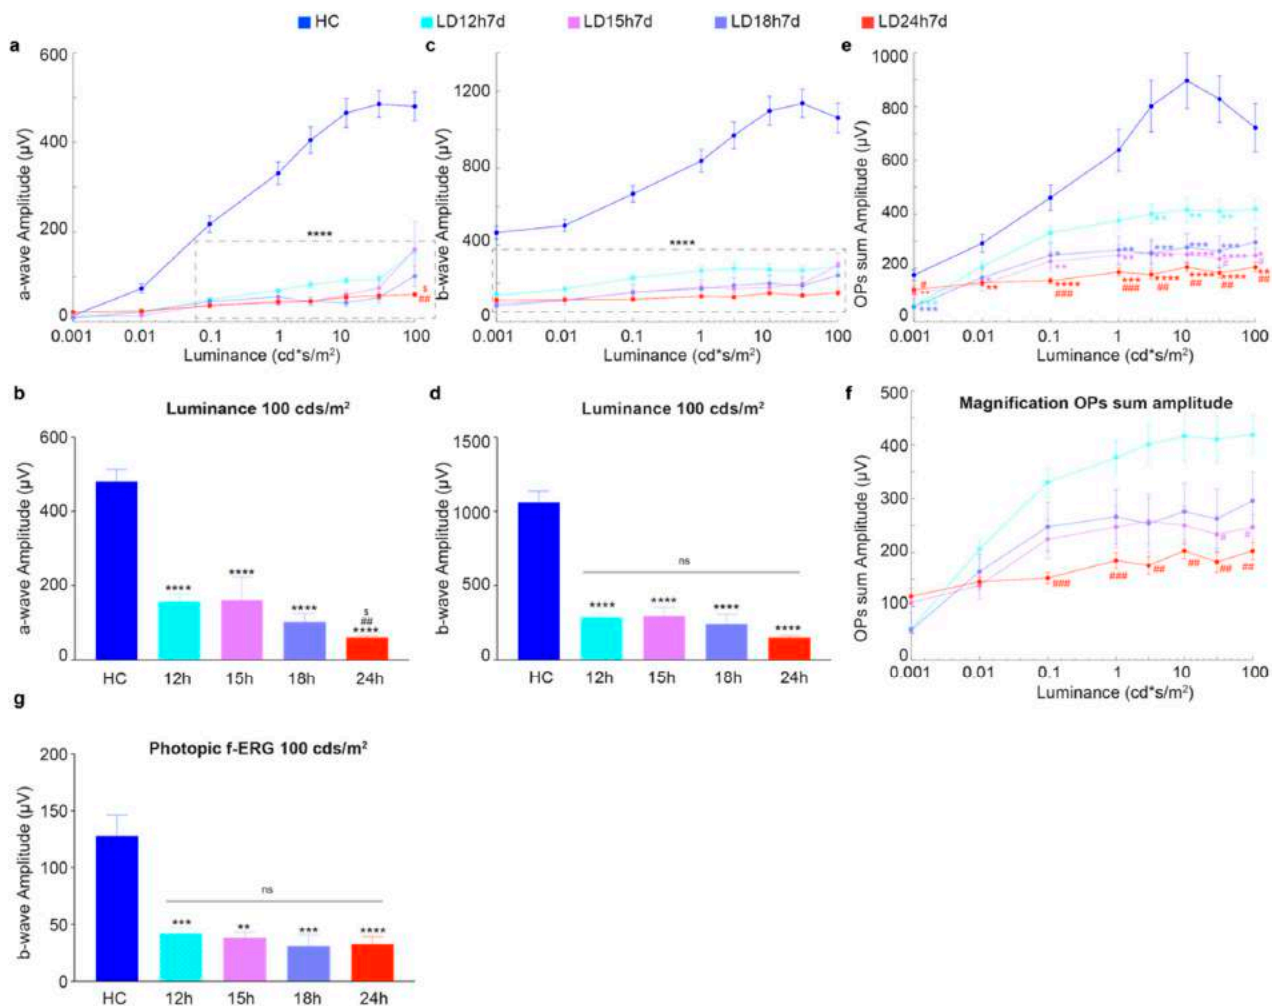 HC LD12h7d LD15h7d LD18h7d LD24h7d
a
600
400
200
0
a-wave Amplitude (µV)
****
$
##
0.001 0.01 0.1 1 10 100
Luminance (cd*s/m²)
c
1200
800
400
0
b-wave Amplitude (µV)
****
0.001 0.01 0.1 1 10 100
Luminance (cd*s/m²)
e
1000
800
600
400
200
0
OPs sum Amplitude (µV)
0.001 0.01 0.1 1 10 100
Luminance (cd*s/m²)
b
Luminance 100 cds/m²
600
400
200
0
a-wave Amplitude (µV)
****
****
****
$
##
****
HC 12h 15h 18h 24h
d
Luminance 100 cds/m²
1500
1000
500
0
b-wave Amplitude (µV)
ns
****
****
****
****
HC 12h 15h 18h 24h
f
Magnification OPs sum amplitude
500
400
300
200
100
0
OPs sum Amplitude (µV)
# #
### ### ## ## ## ##
0.001 0.01 0.1 1 10 100
Luminance (cd*s/m²)
g
Photopic f-ERG 100 cds/m²
200
150
100
50
0
b-wave Amplitude (µV)
ns
***
**
***
****
HC 12h 15h 18h 24h